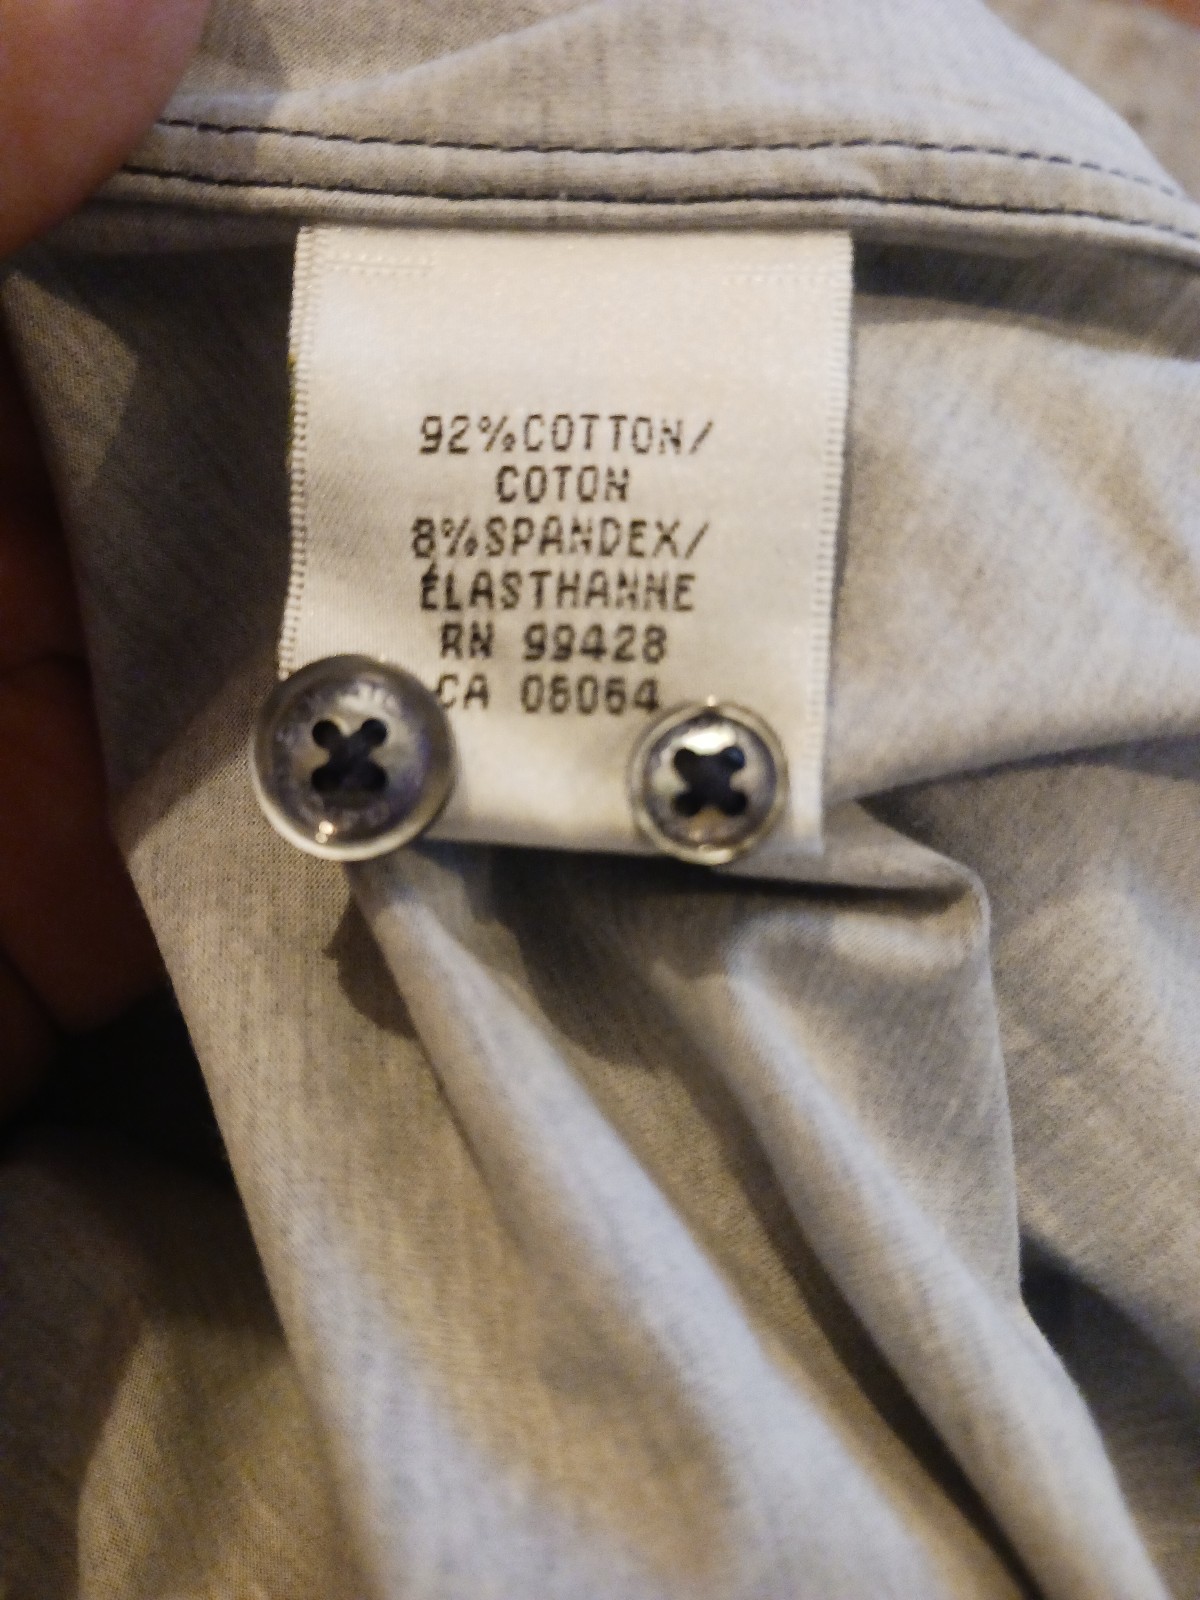 92%COTTON/
COTON
8%SPANDEX/
ÉLASTHANNE
RN 99428
CA 06064